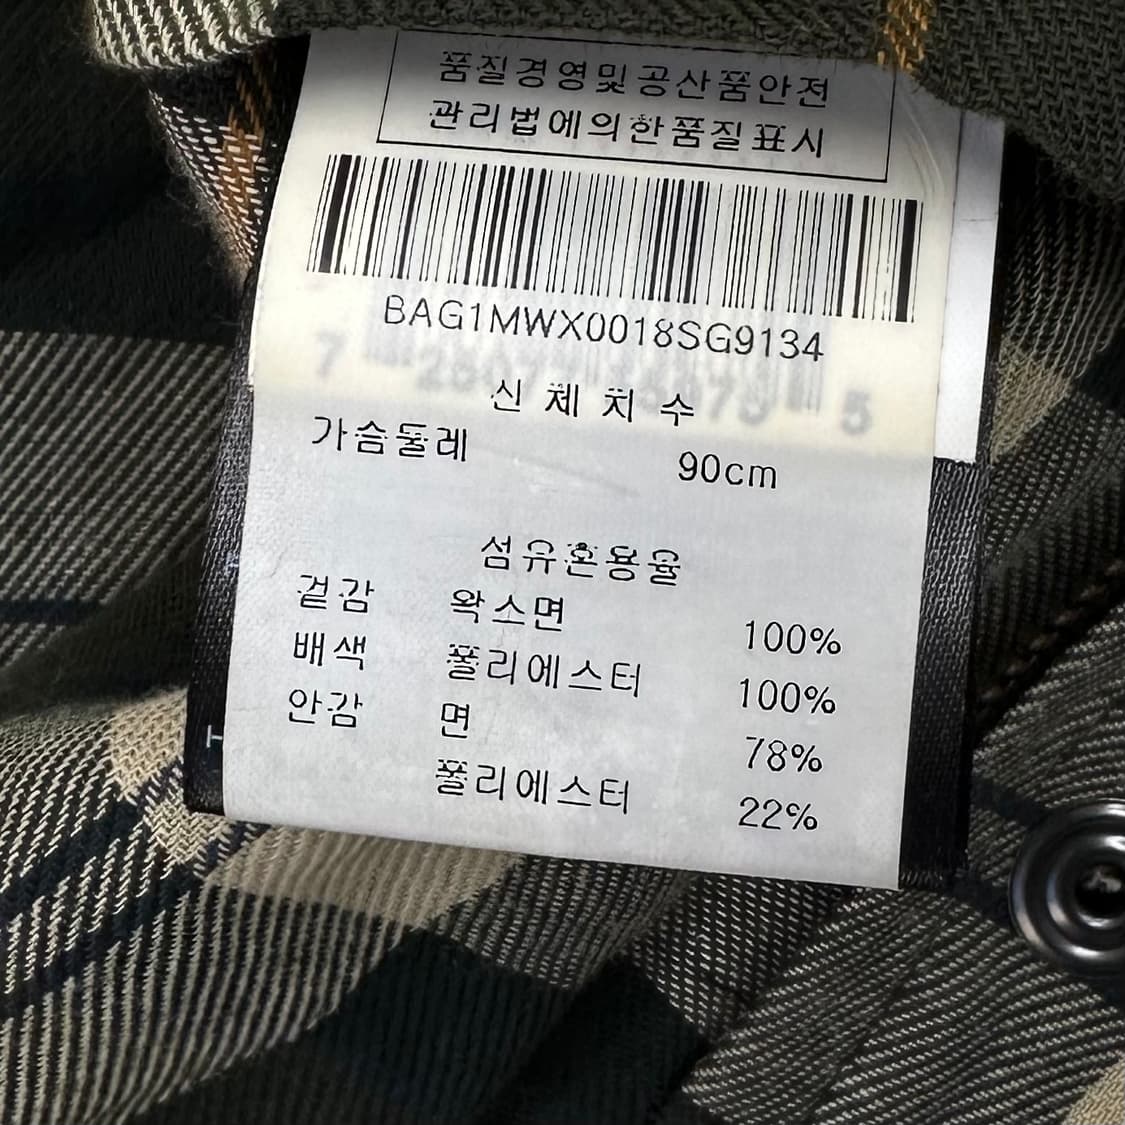 품질경영및공산품안전
관리법에의한품질표시
BAG1MWX0018SG9134
신체치수
가슴둘레 90cm
섬유혼용율
겉감 왁스면 100%
배색 폴리에스터 100%
안감 면 78%
폴리에스터 22%